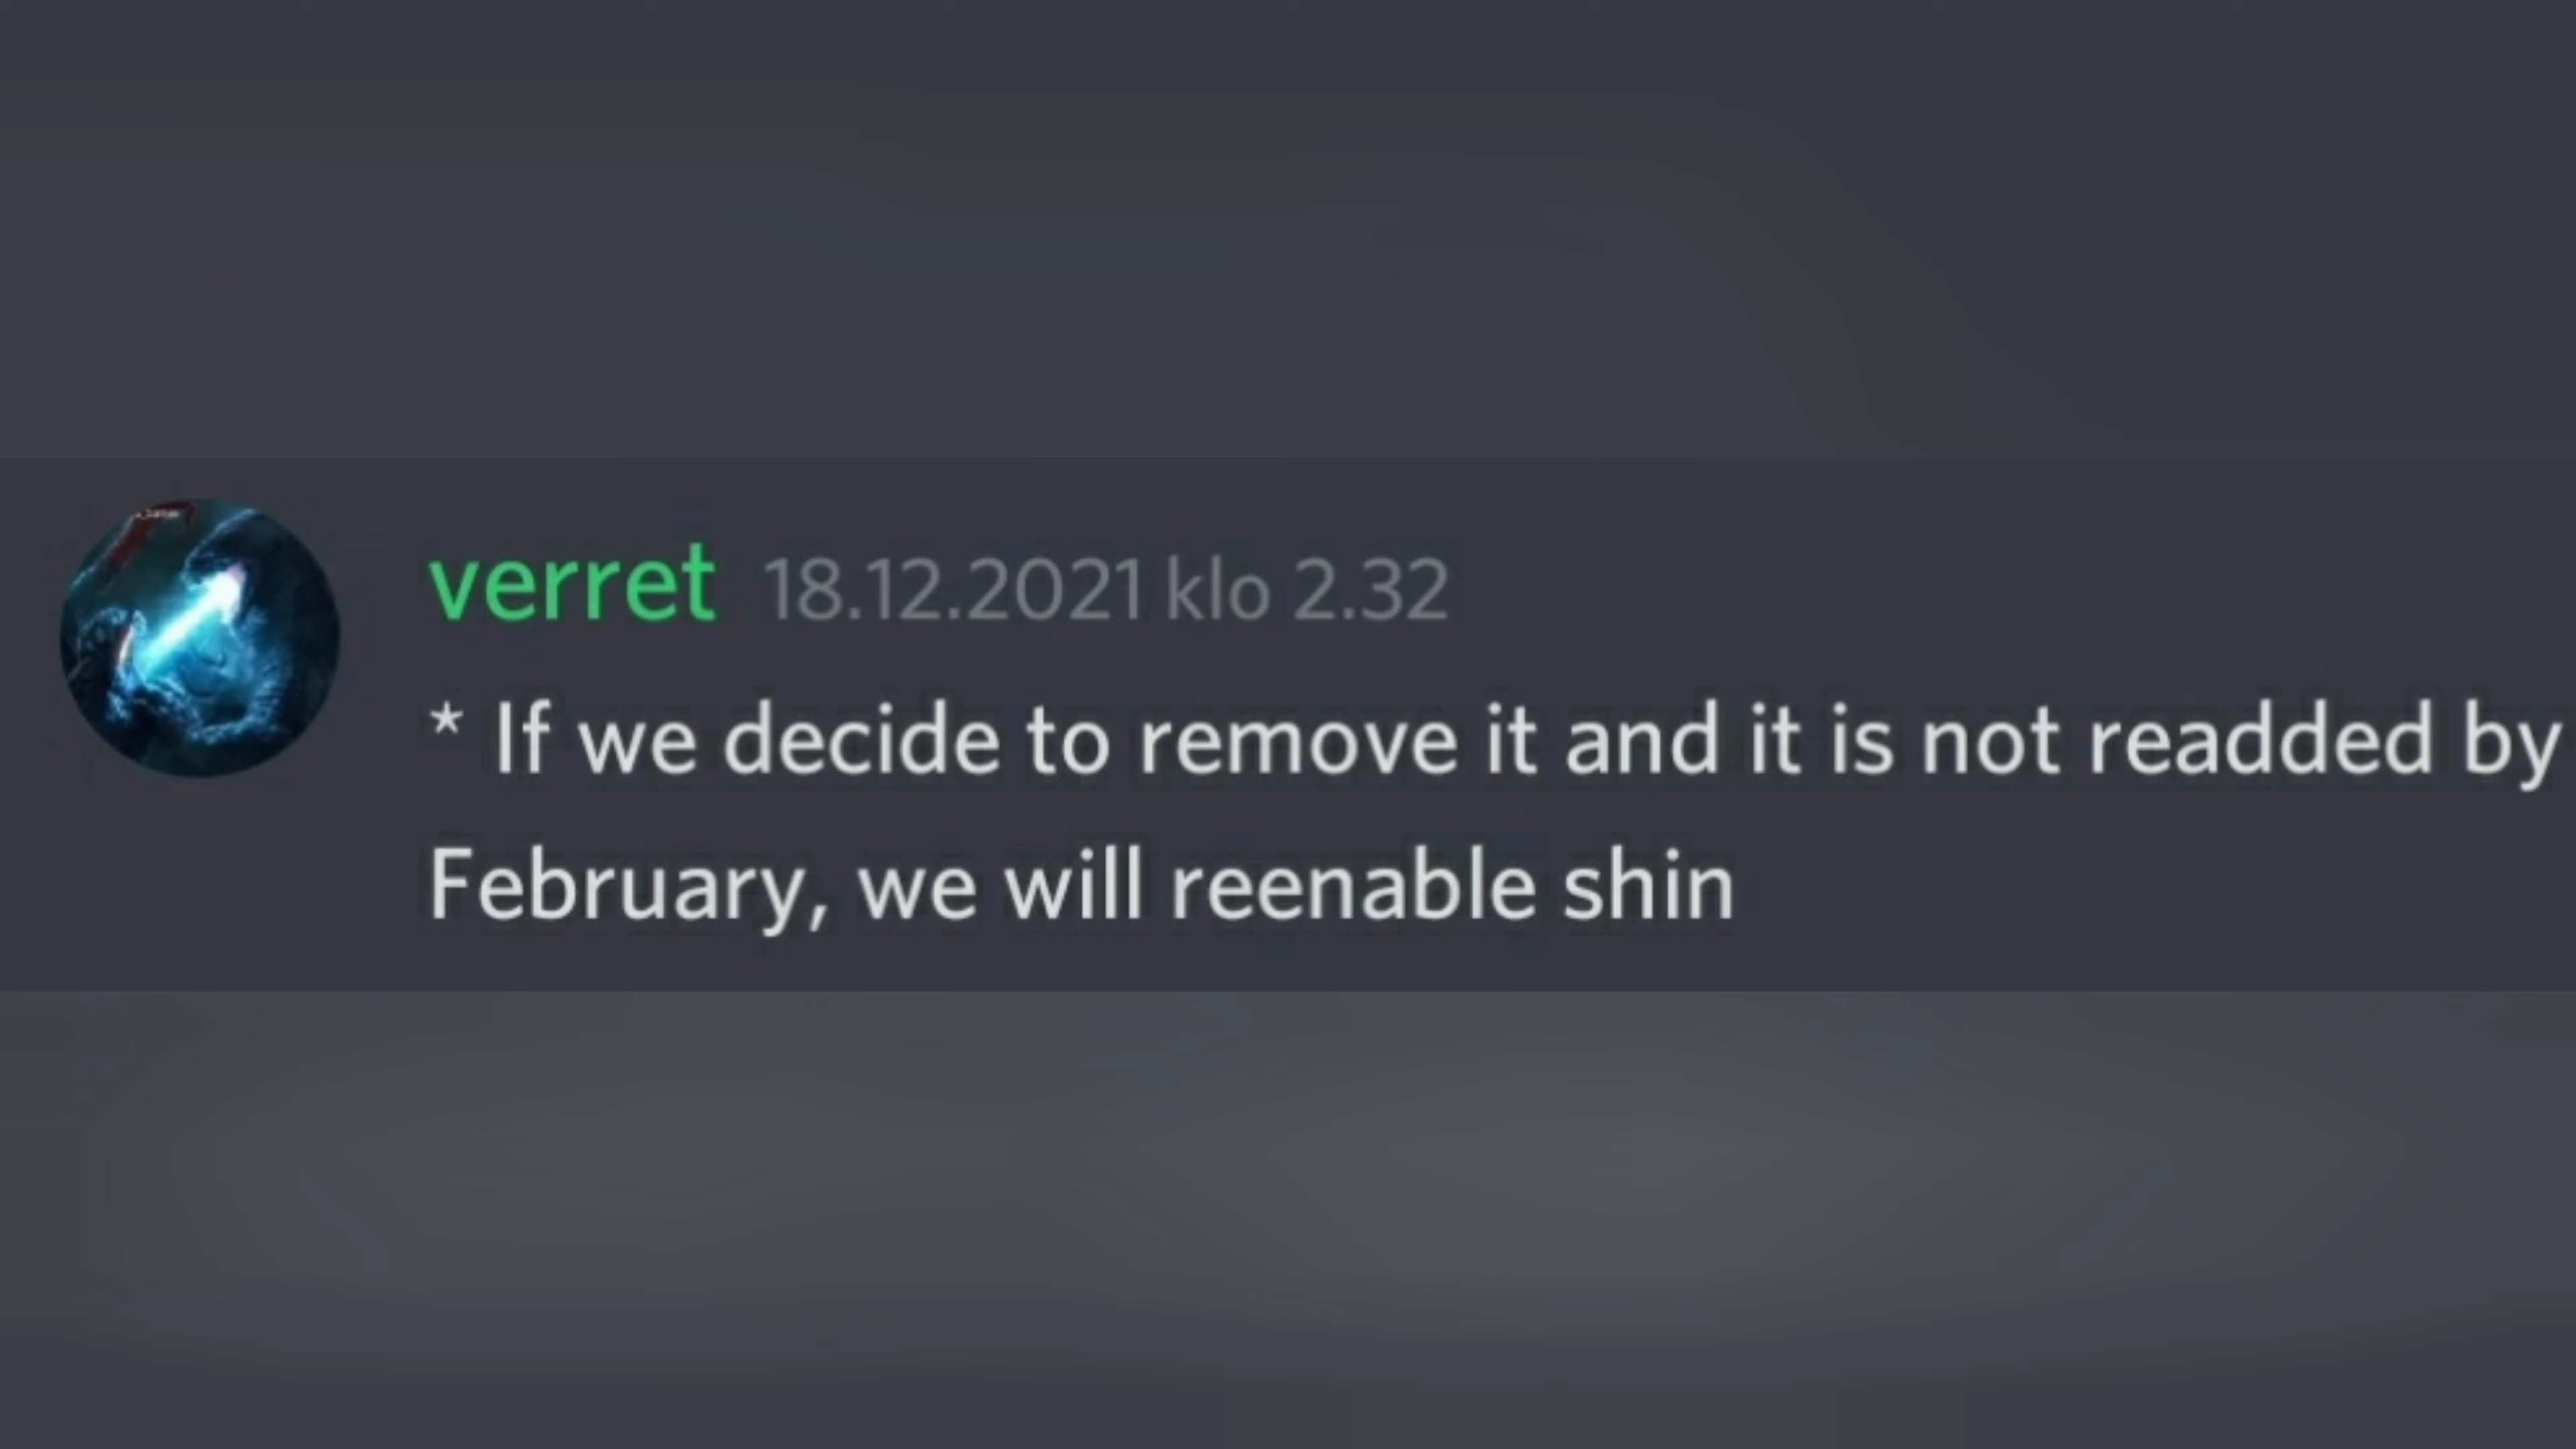 verret 18.12.2021 klo 2.32
* If we decide to remove it and it is not readded by
February, we will reenable shin